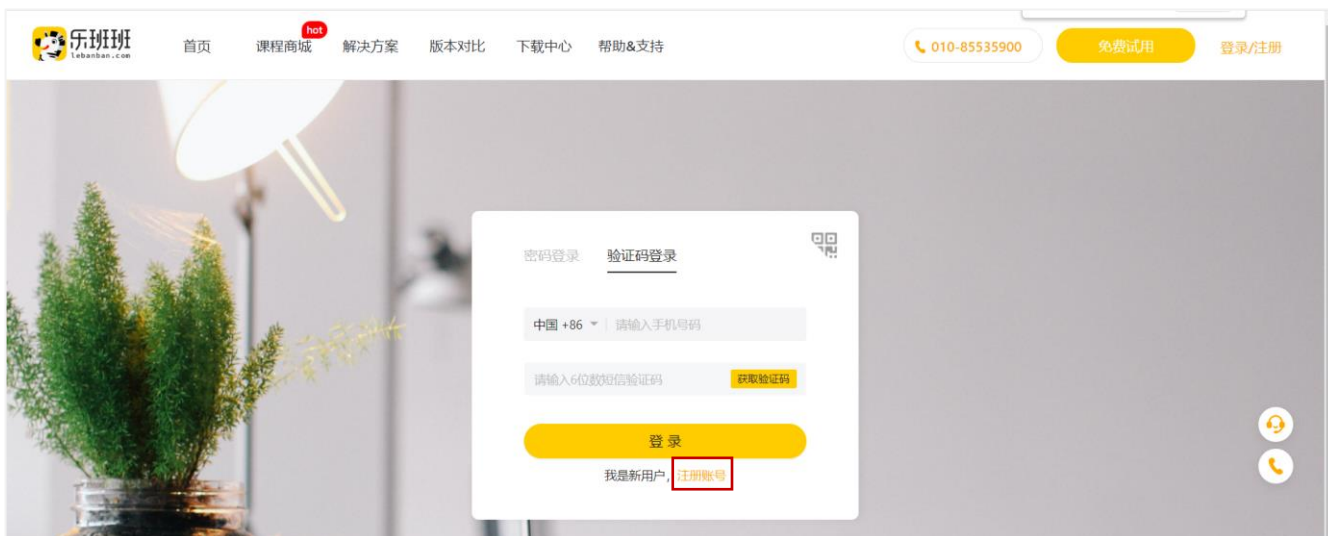 乐班班
lebanban.com
首页
课程商城
hot
解决方案
版本对比
下载中心
帮助&支持
010-85535900
免费试用
登录/注册
密码登录
验证码登录
中国 +86
请输入手机号码
请输入6位数短信验证码
获取验证码
登 录
我是新用户，注册账号